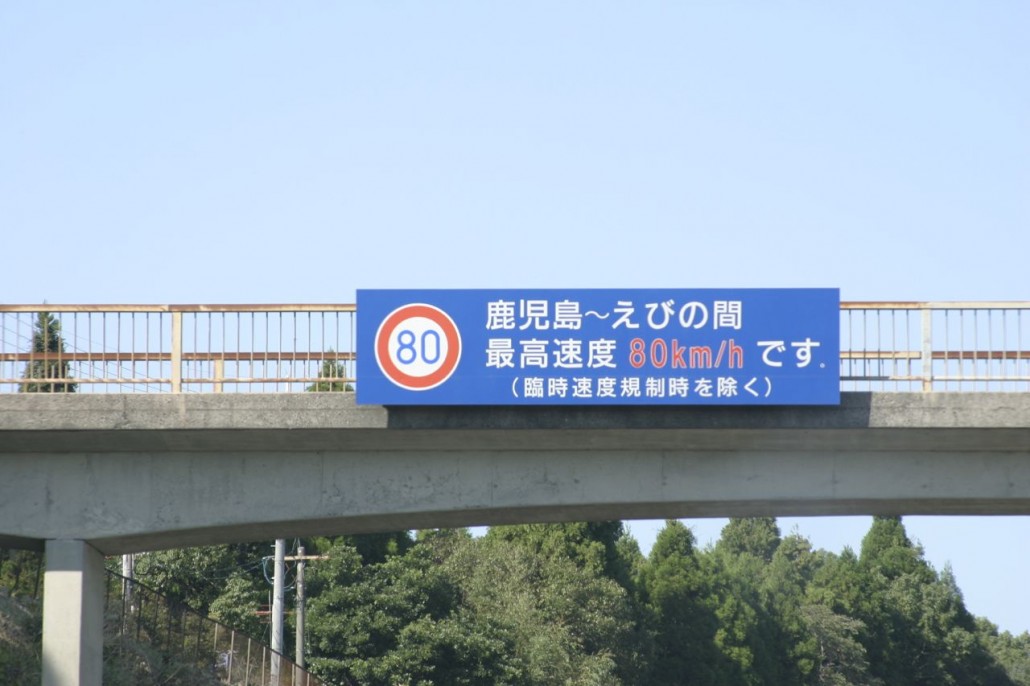 80
鹿児島～えびの間
最高速度 80km/h です。
（臨時速度規制時を除く）